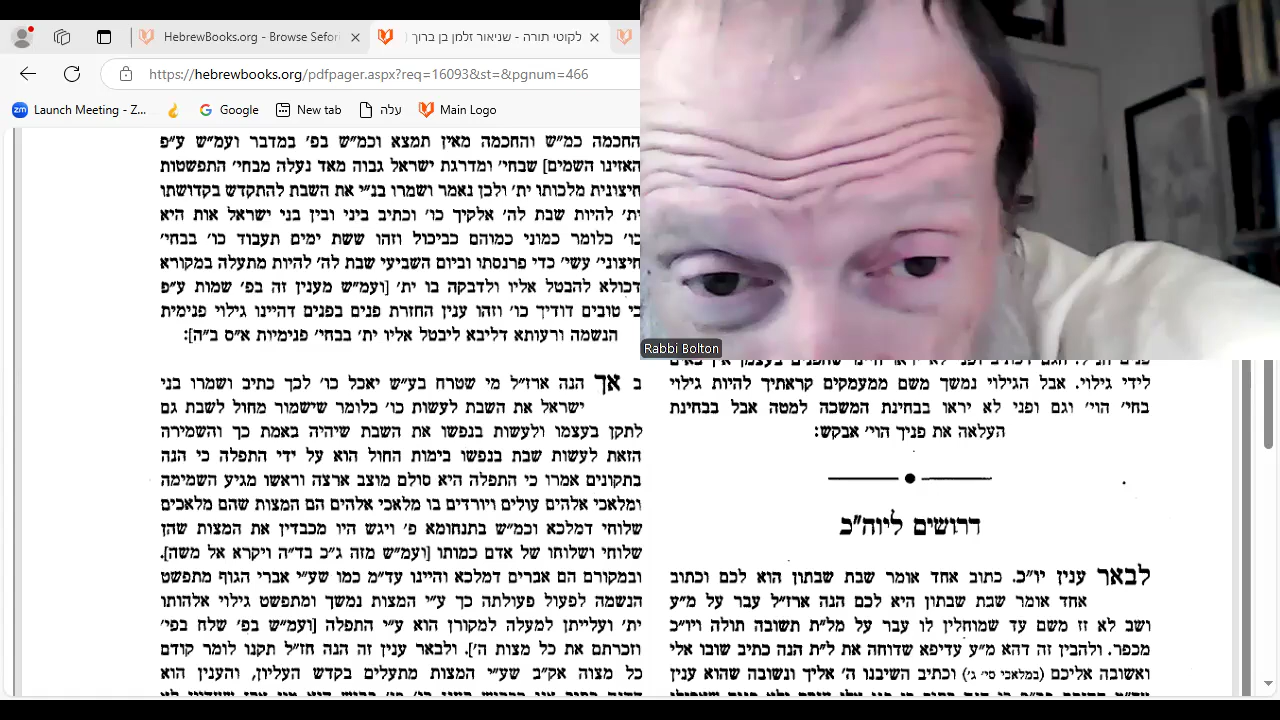 HebrewBooks.org - Browse Sefori
לקוטי תורה - שניאור זלמן בן ברוך (
https://hebrewbooks.org/pdfpager.aspx?req=16093&st=&pgnum=466
Launch Meeting - Z...
Google
New tab
עלה
Main Logo
Rabbi Bolton
לידי גילוי. אבל הגילוי נמשך משם ממעמקים קראתיך להיות גילוי
בחי׳ הוי׳ וגם ופני לא יראו בבחינת המשכה למטה אבל בבחינת
העלאה את פניך הוי׳ אבקש:
דרושים ליוה"כ
לבאר ענין יו"כ. כתוב אחד אומר שבת שבתון הוא לכם וכתוב
אחד אומר שבת שבתון היא לכם הנה ארז"ל עבר על מ"ע
ושב לא זז משם עד שמוחלין לו עבר על מל"ת תשובה תולה ויו"כ
מכפר. ולהבין זה דהא מ"ע עדיפא שדוחה את ל"ת הנה כתיב שובו אלי
ואשובה אליכם (במלאכי סי׳ ג׳) וכתיב השיבנו ה׳ אליך ונשובה שהוא ענין
החכמה כמ"ש והחכמה מאין תמצא וכמ"ש בפ׳ במדבר ועמ"ש ע"פ
האזינו השמים] שבחי׳ ומדרגת ישראל גבוה מאד נעלה מבחי׳ התפשטות
חיצונית מלכותו ית׳ ולכן נאמר ושמרו בנ"י את השבת להתקדש בקדושתו
ית׳ להיות שבת לה׳ אלקיך כו׳ וכתיב ביני ובין בני ישראל אות היא
כו׳ כלומר כמוני כמוהם כביכול וזהו ששת ימים תעבוד כו׳ בבחי׳
חיצוני׳ עשי׳ כדי פרנסתו וביום השביעי שבת לה׳ להיות מתעלה במקורא
דכולא להבטל אליו ולדבקה בו ית׳ [ועמ"ש מענין זה בפ׳ שמות ע"פ
כי טובים דודיך כו׳ וזהו ענין החזרת פנים בפנים דהיינו גילוי פנימית
הנשמה ורעותא דליבא ליבטל אליו ית׳ בבחי׳ פנימיות א"ס ב"ה]:
ב אך הנה ארז"ל מי שטרח בע"ש יאכל כו׳ לכך כתיב ושמרו בני
ישראל את השבת לעשות כו׳ כלומר שישמור מחול לשבת גם
לתקן בעצמו ולעשות בנפשו את השבת שיהיה באמת כך והשמירה
הזאת לעשות שבת בנפשו בימות החול הוא על ידי התפלה כי הנה
בתקונים אמרו כי התפלה היא סולם מוצב ארצה וראשו מגיע השמימה
ומלאכי אלהים עולים ויורדים בו מלאכי אלהים הם המצות שהם מלאכים
שלוחי דמלכא וכמ"ש בתנחומא פ׳ ויגש היו מכבדין את המצות שהן
שלוחי ושלוחו של אדם כמותו [ועמ"ש מזה ג"כ בד"ה ויקרא אל משה].
ובמקורם הם אברים דמלכא והיינו עד"מ כמו שע"י אברי הגוף מתפשט
הנשמה לפעול פעולתה כך ע"י המצות נמשך ומתפשט גילוי אלהותו
ית׳ ועלייתן למעלה למקורן הוא ע"י התפלה [ועמ"ש בפ׳ שלח בפי׳
וזכרתם את כל מצות ה׳]. ולבאר ענין זה הנה חז"ל תקנו לומר קודם
כל מצוה אק"ב שע"י המצות מתעלים בקדש העליון, והענין הוא